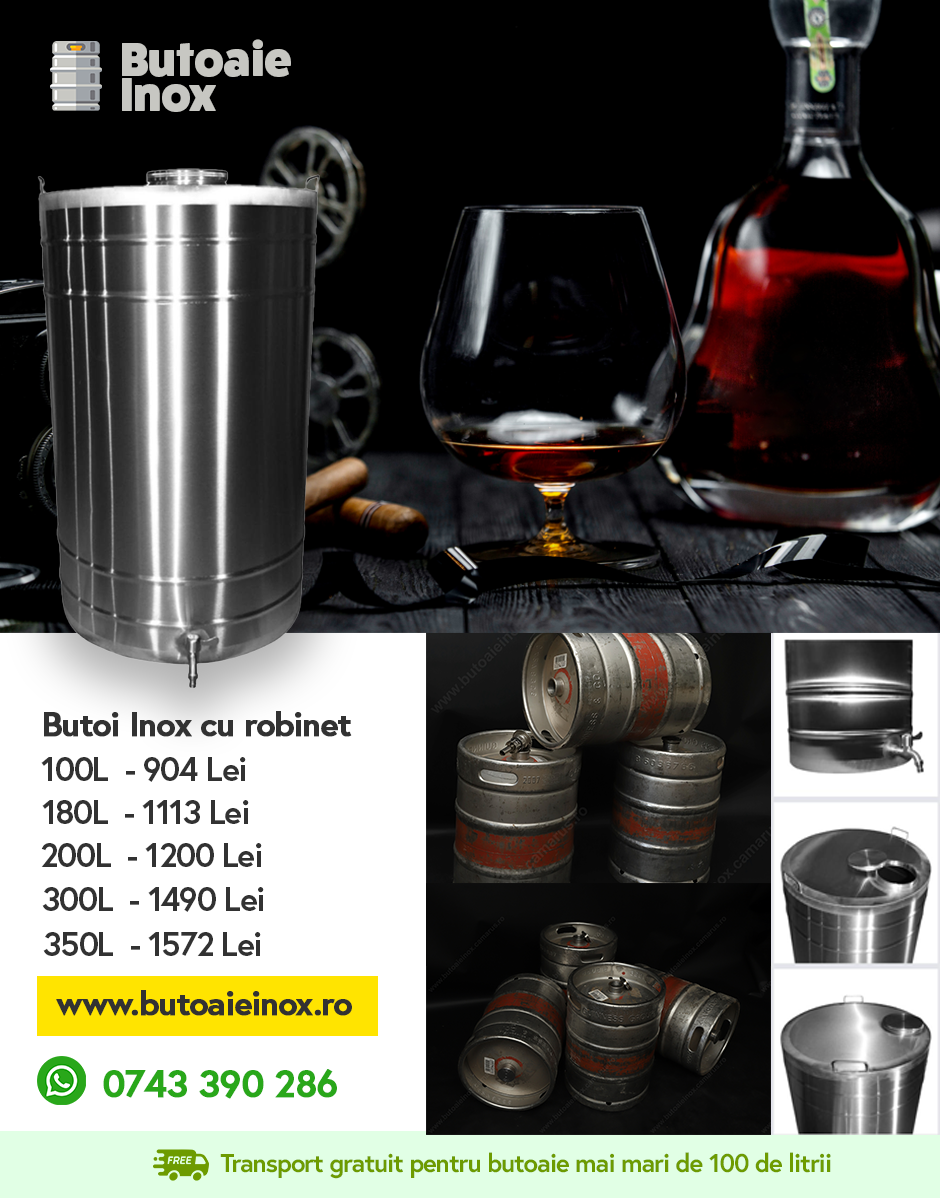 Butoaie
Inox
Butoi Inox cu robinet
100L - 904 Lei
180L - 1113 Lei
200L - 1200 Lei
300L - 1490 Lei
350L - 1572 Lei
www.butoaieinox.ro
0743 390 286
FREE
Transport gratuit pentru butoaie mai mari de 100 de litrii